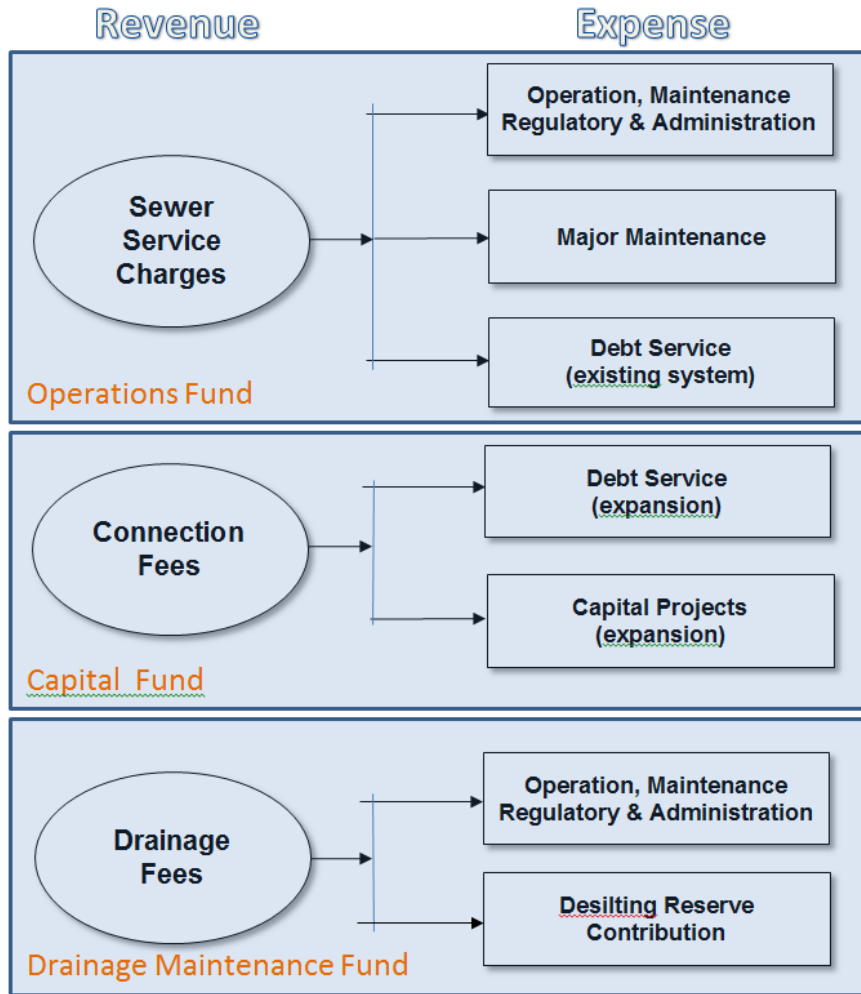 Revenue
Expense
Sewer
Service
Charges
Operation, Maintenance
Regulatory & Administration
Major Maintenance
Debt Service
(existing system)
Operations Fund
Connection
Fees
Debt Service
(expansion)
Capital Projects
(expansion)
Capital  Fund
Drainage
Fees
Operation, Maintenance
Regulatory & Administration
Desilting Reserve
Contribution
Drainage Maintenance Fund